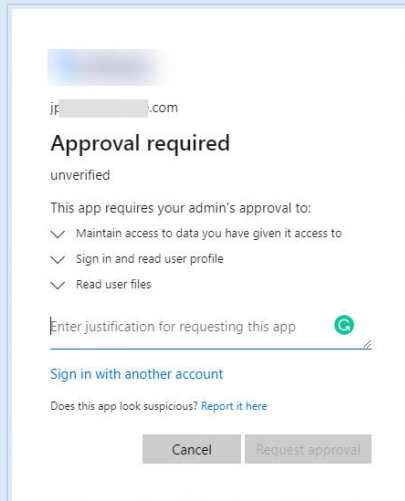 jp .com
Approval required
unverified
This app requires your admin's approval to:
Maintain access to data you have given it access to
Sign in and read user profile
Read user files
Enter justification for requesting this app
Sign in with another account
Does this app look suspicious? Report it here
Cancel
Request approval